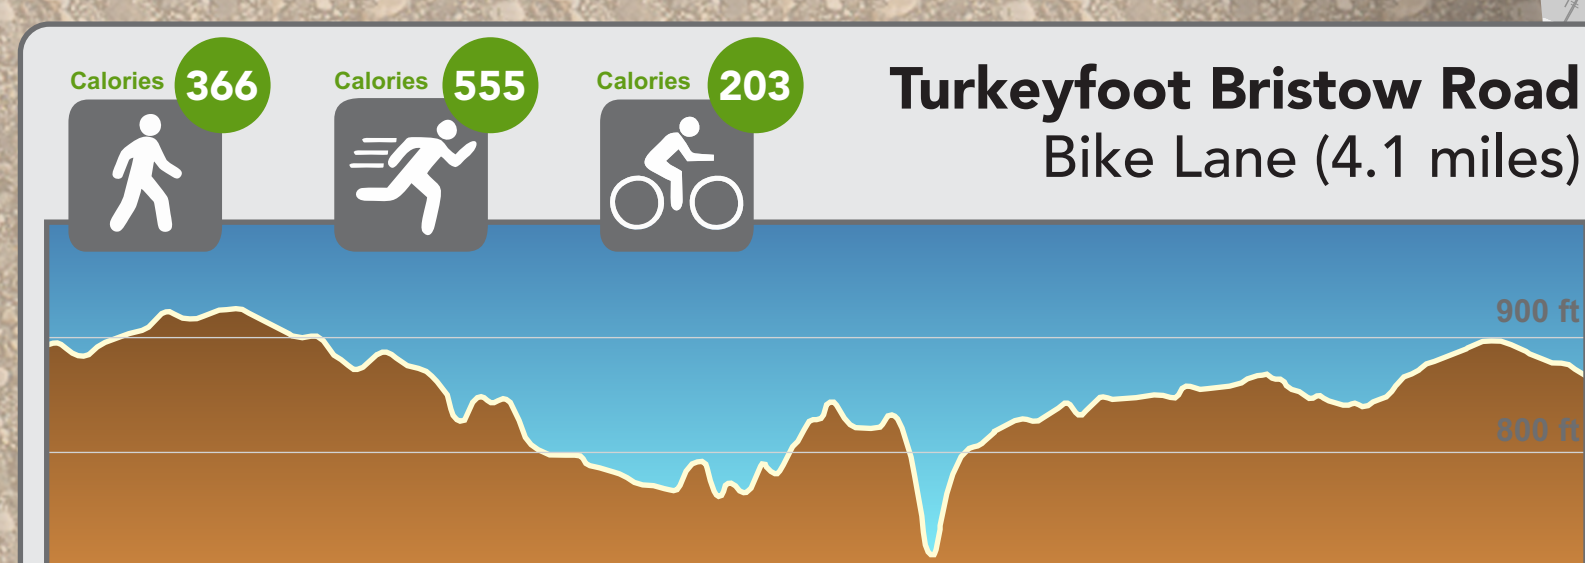 Calories 366
Calories 555
Calories 203
Turkeyfoot Bristow Road
Bike Lane (4.1 miles)
900 ft
800 ft